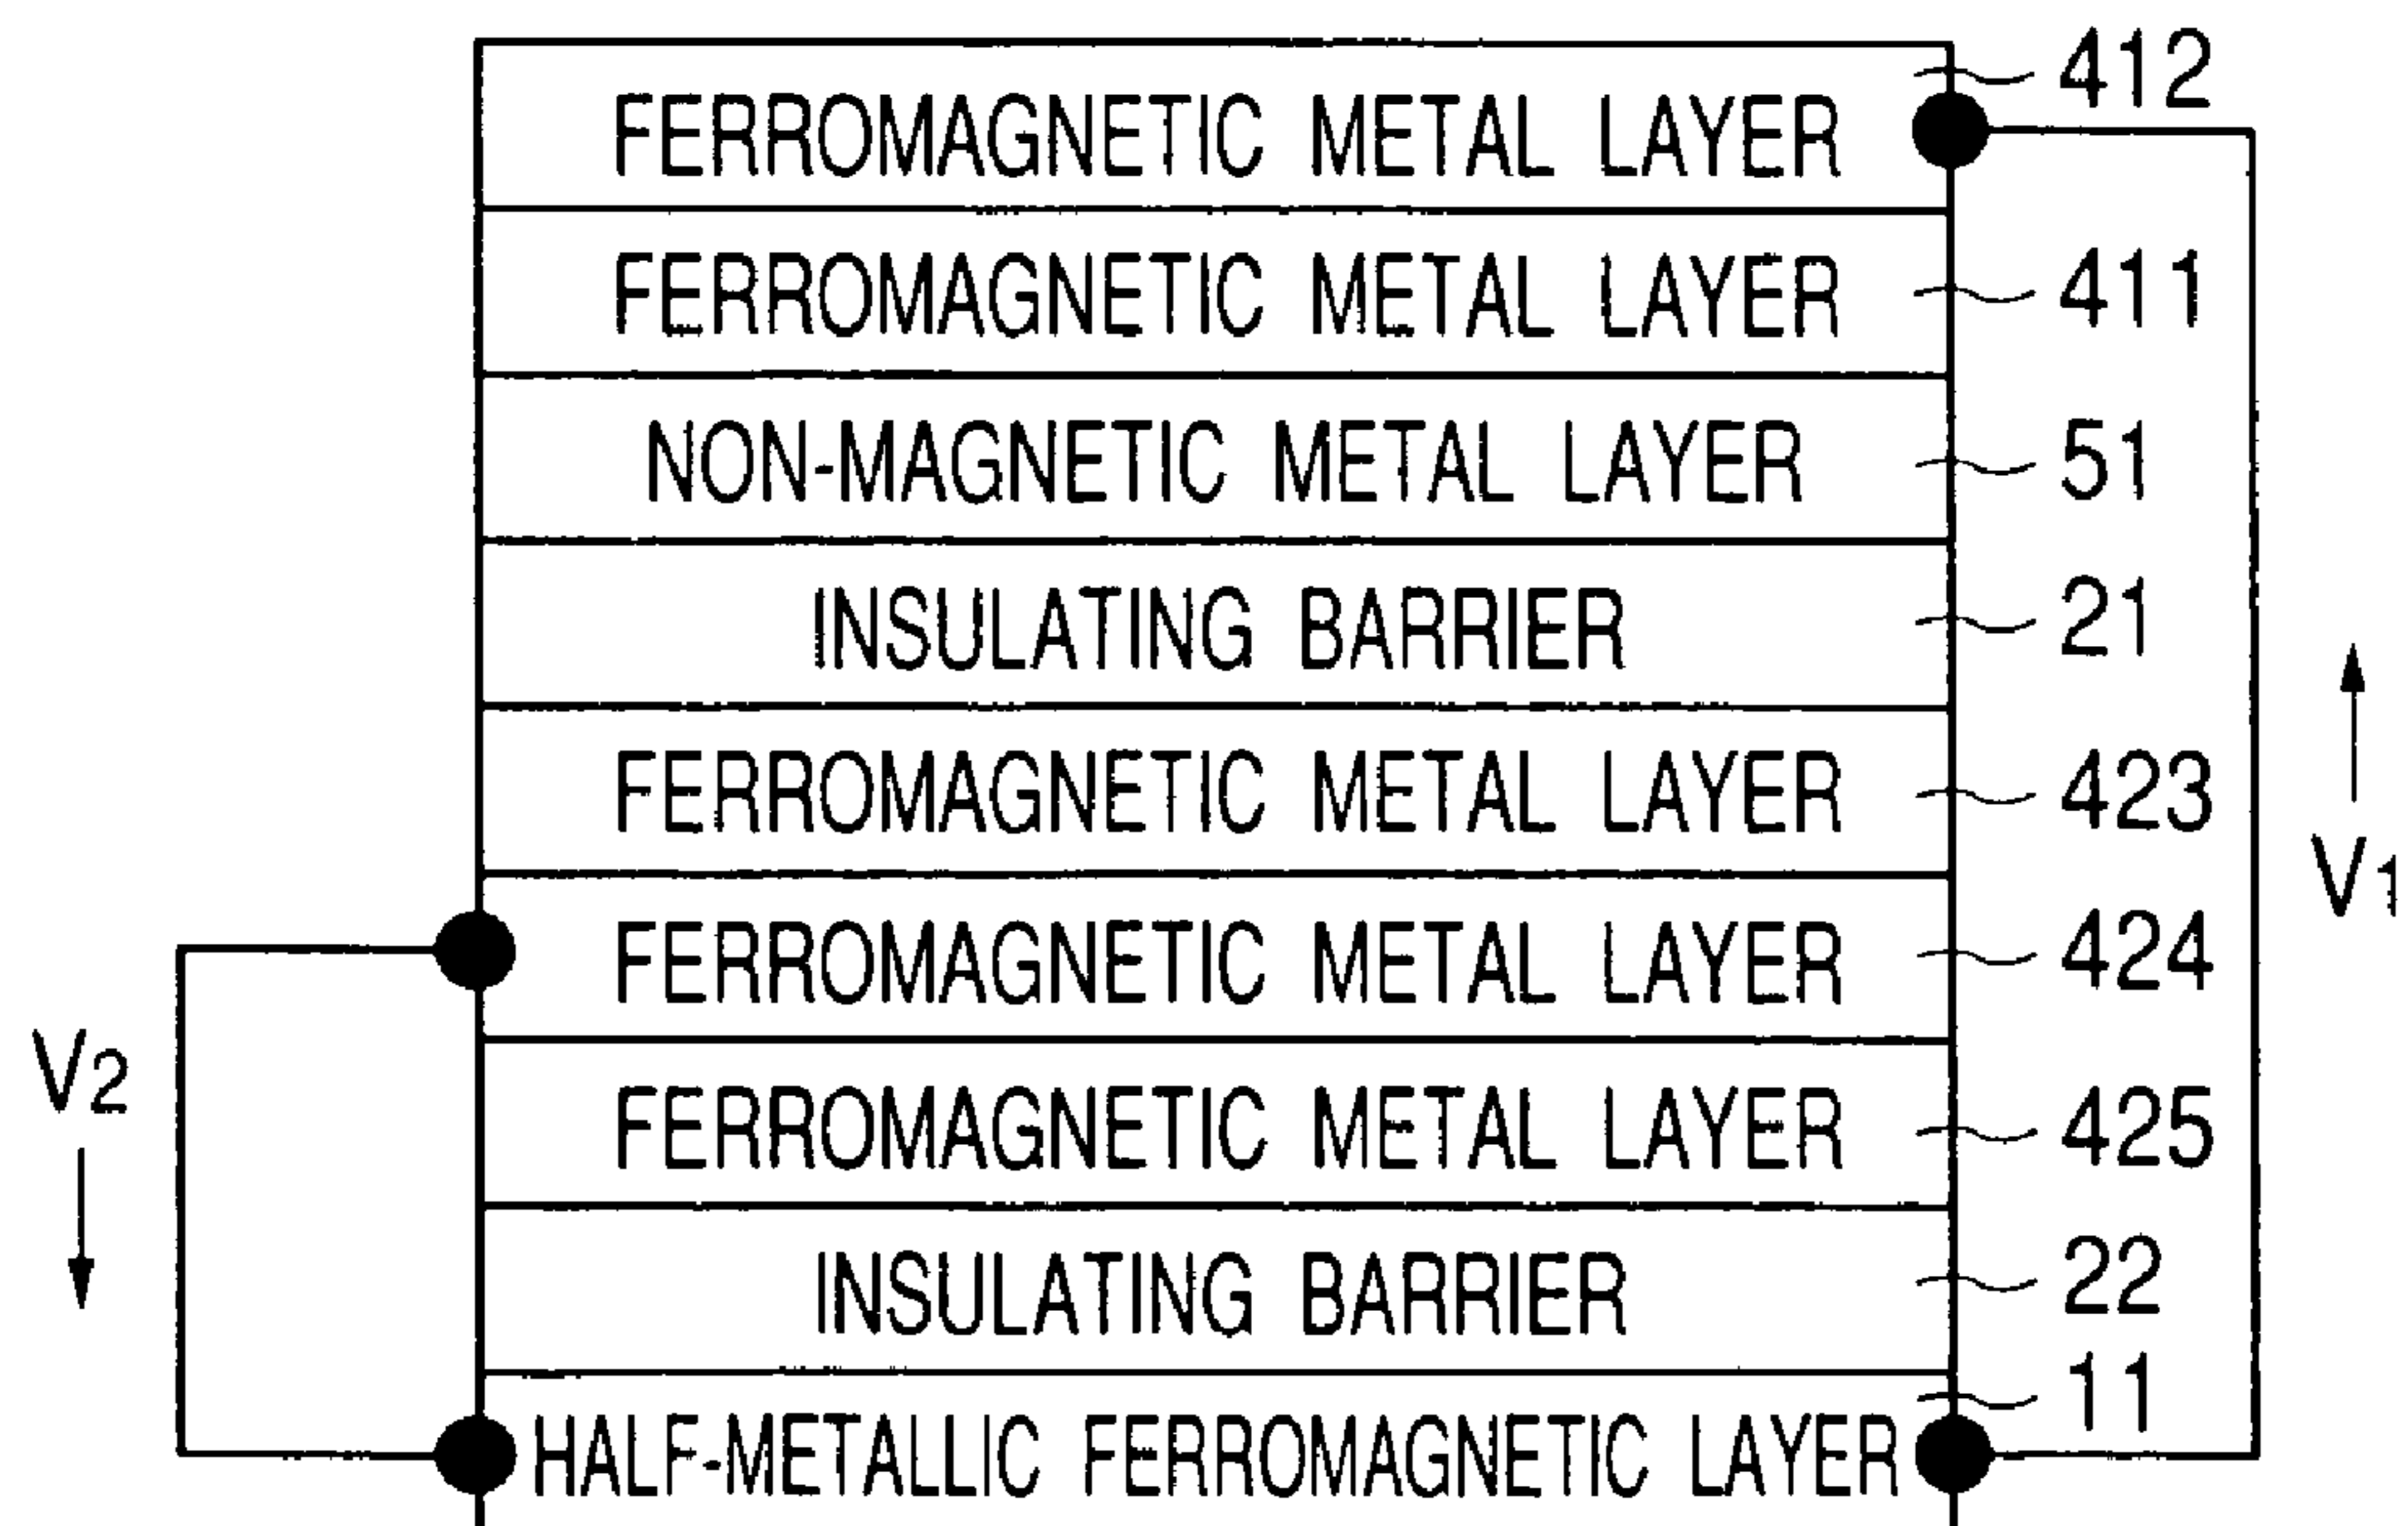 FERROMAGNETIC METAL LAYER 412
FERROMAGNETIC METAL LAYER 411
NON-MAGNETIC METAL LAYER 51
INSULATING BARRIER 21
FERROMAGNETIC METAL LAYER 423
V1
FERROMAGNETIC METAL LAYER 424
V2
FERROMAGNETIC METAL LAYER 425
INSULATING BARRIER 22
HALF-METALLIC FERROMAGNETIC LAYER 11